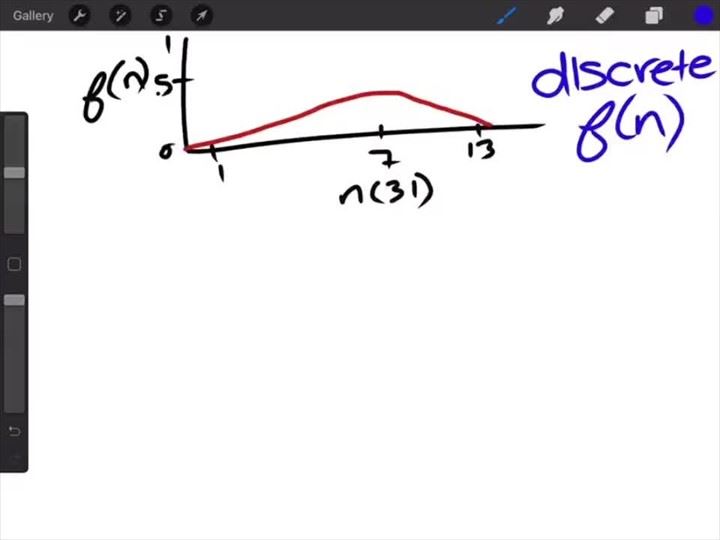 Gallery
1
f(n) .5
discrete
f(n)
0
1
7
13
n(31)